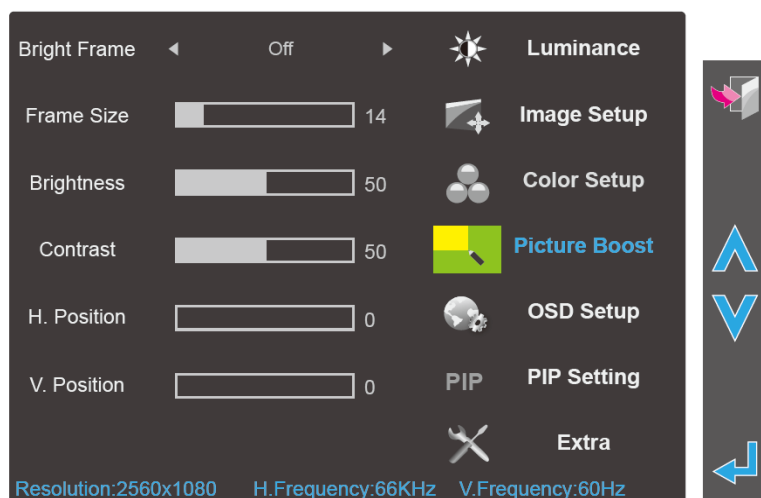 Bright Frame Off Luminance
Frame Size 14 Image Setup
Brightness 50 Color Setup
Contrast 50 Picture Boost
H. Position 0 OSD Setup
V. Position 0 PIP PIP Setting
Extra
Resolution:2560x1080 H.Frequency:66KHz V.Frequency:60Hz